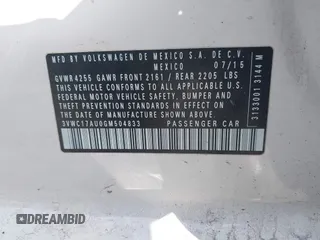 MFD BY VOLKSWAGEN DE MEXICO S.A. DE C.V.
MEXICO 07/15
GVWR 4255 GAWR FRONT 2161 / REAR 2205 LBS
THIS VEHICLE CONFORMS TO ALL APPLICABLE U.S.
FEDERAL MOTOR VEHICLE SAFETY, BUMPER AND
THEFT PREVENTION STANDARDS IN EFFECT ON THE
DATE OF MANUFACTURE SHOWN ABOVE
3VWC17AU0GM504833 PASSENGER CAR
3133001 3144 M
DREAMBID